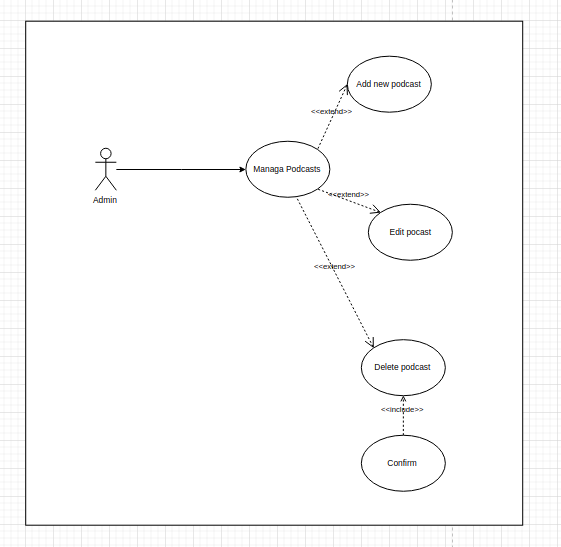 Add new podcast
<<extend>>
Managa Podcasts
Admin
<<extend>>
Edit pocast
<<extend>>
Delete podcast
<<include>>
Confirm